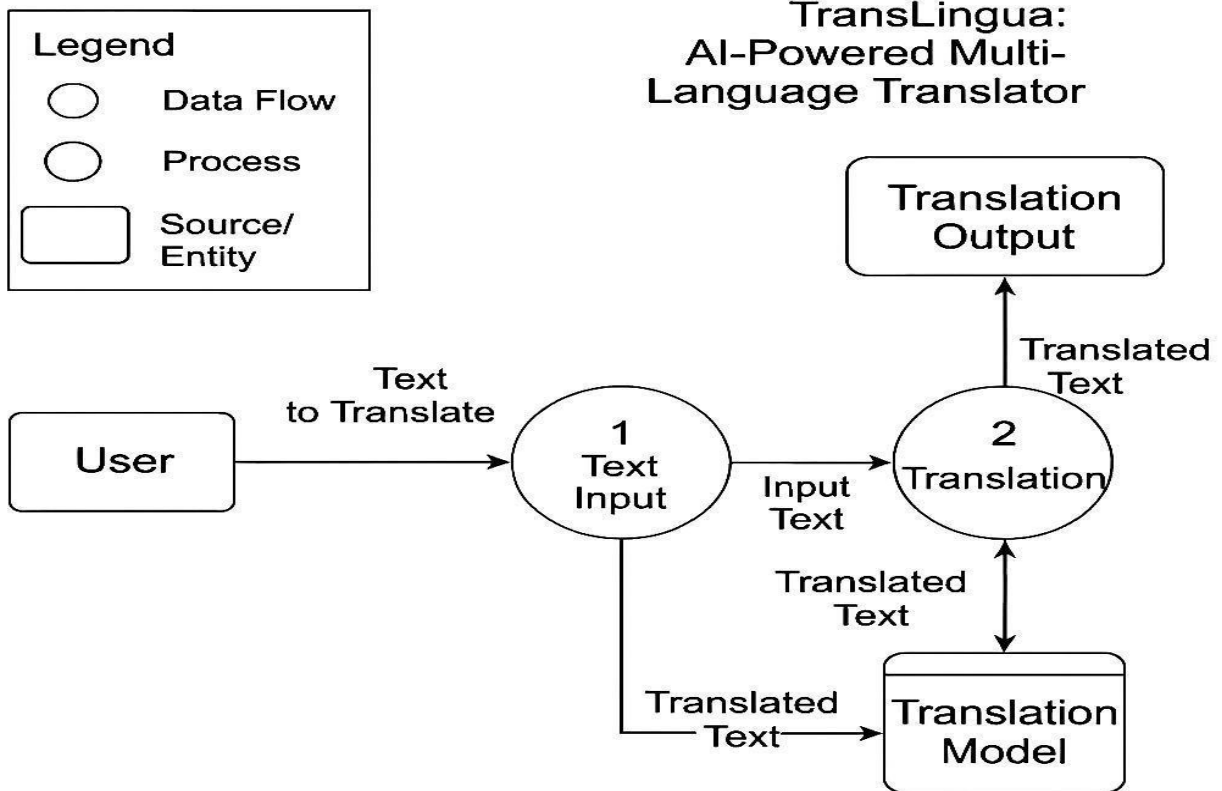 Legend
Data Flow
Process
Source/
Entity
TransLingua:
AI-Powered Multi-
Language Translator
Translation
Output
Translated
Text
User
Text
to Translate
1
Text
Input
Input
Text
2
Translation
Translated
Text
Translated
Text
Translation
Model